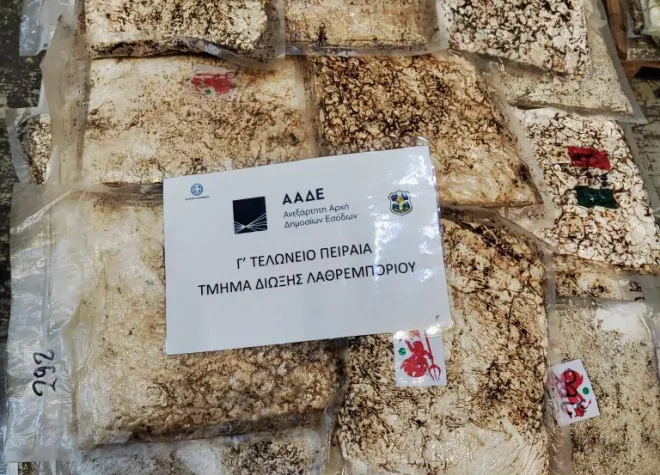 ΑΑΔΕ
Ανεξάρτητη Αρχή
Δημοσίων Εσόδων
Γ' ΤΕΛΩΝΕΙΟ ΠΕΙΡΑΙΑ
ΤΜΗΜΑ ΔΙΩΞΗΣ ΛΑΘΡΕΜΠΟΡΙΟΥ
292